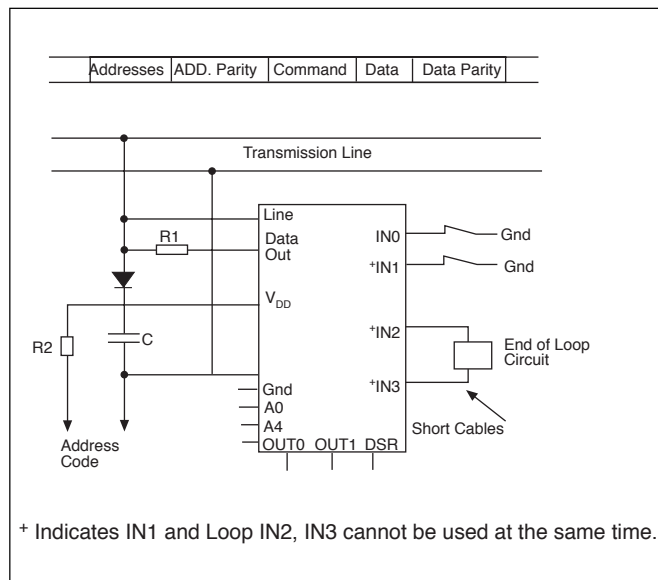 Addresses ADD. Parity Command Data Data Parity
Transmission Line
Line
R1
Data
Out
IN0
Gnd
+IN1
Gnd
VDD
R2
C
+IN2
End of Loop
Circuit
+IN3
Gnd
A0
A4
Short Cables
Address
Code
OUT0 OUT1 DSR
+ Indicates IN1 and Loop IN2, IN3 cannot be used at the same time.